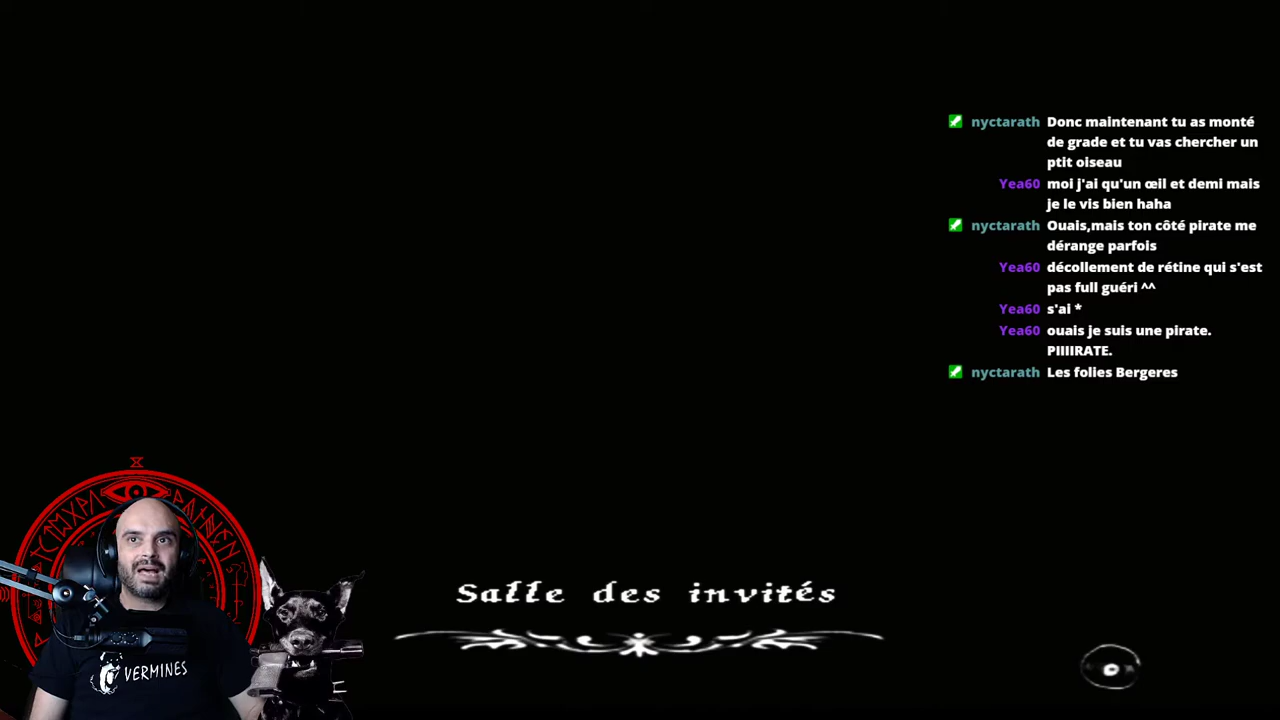 nyctarath Donc maintenant tu as monté
de grade et tu vas chercher un
ptit oiseau
Yea60 moi j'ai qu'un œil et demi mais
je le vis bien haha
nyctarath Ouais,mais ton côté pirate me
dérange parfois
Yea60 décollement de rétine qui s'est
pas full guéri ^^
Yea60 s'ai *
Yea60 ouais je suis une pirate.
PIIIIRATE.
nyctarath Les folies Bergeres
VERMINES
Salle des invités